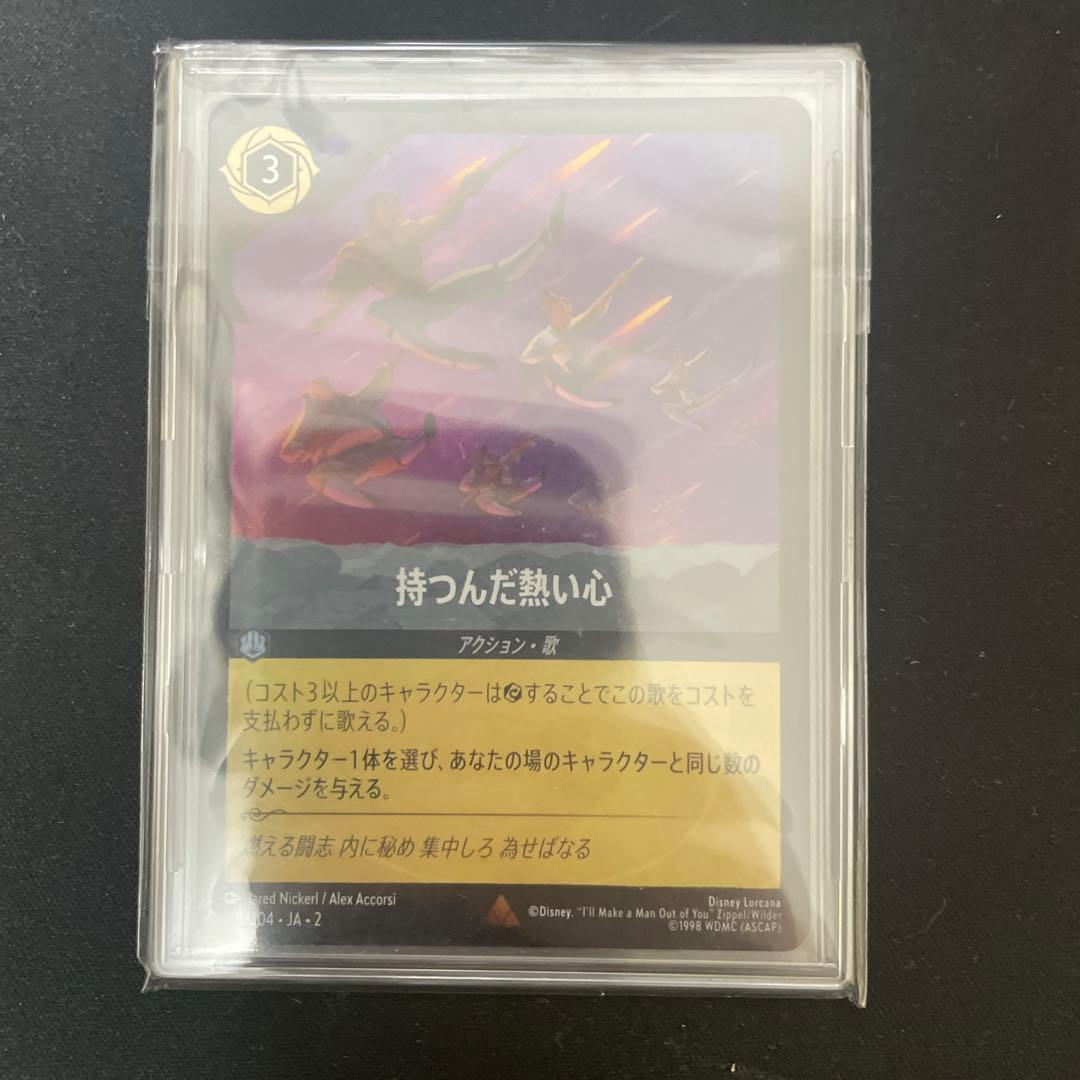 3
持つんだ熱い心
アクション・歌
(コスト3以上のキャラクターはすることでこの歌をコストを
支払わずに歌える。)
キャラクター1体を選び、あなたの場のキャラクターと同じ数の
ダメージを与える。
燃える闘志 内に秘め 集中しろ 為せばなる
Jared Nickerl / Alex Accorsi
Disney Lorcana
©Disney. "I'll Make a Man Out of You" Zippel/Wilder
©1998 WDMC (ASCAP)
JA • 2